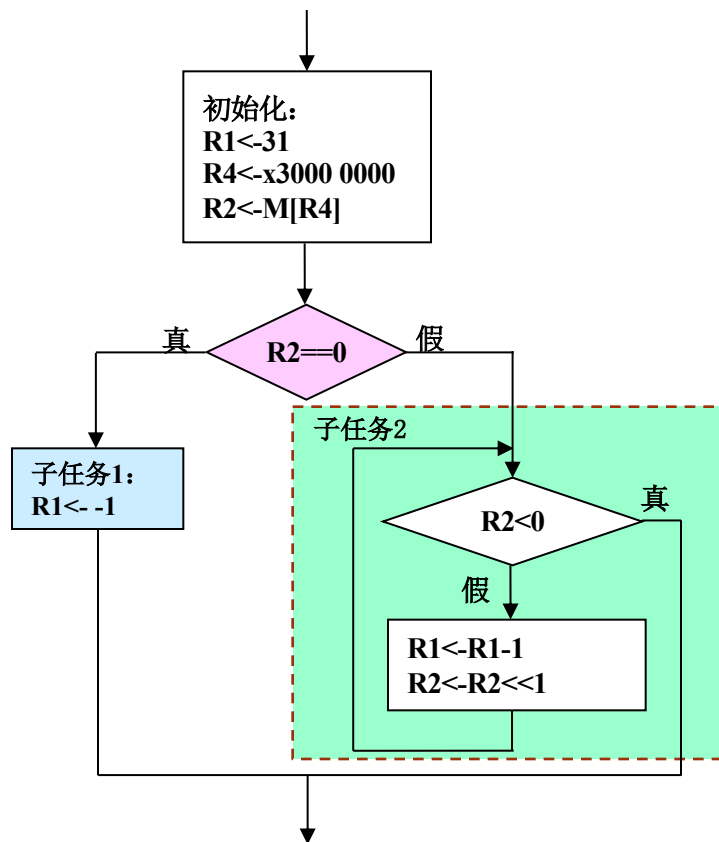 初始化：
R1<-31
R4<-x3000 0000
R2<-M[R4]
真
R2==0
假
子任务2
子任务1：
R1<- -1
R2<0
真
假
R1<-R1-1
R2<-R2<<1